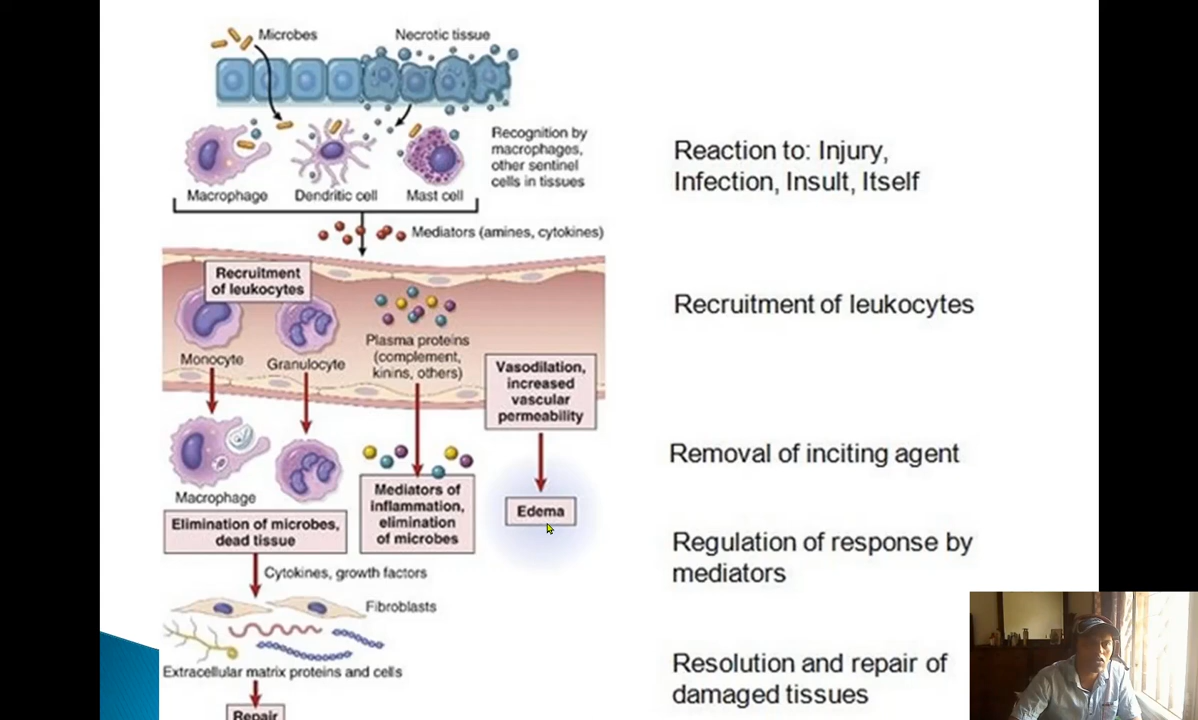 Microbes
Necrotic tissue
Recognition by
macrophages,
other sentinel
cells in tissues
Macrophage
Dendritic cell
Mast cell
Mediators (amines, cytokines)
Recruitment
of leukocytes
Monocyte
Granulocyte
Plasma proteins
(complement,
kinins, others)
Vasodilation,
increased
vascular
permeability
Macrophage
Elimination of microbes,
dead tissue
Mediators of
inflammation,
elimination
of microbes
Edema
Cytokines, growth factors
Fibroblasts
Extracellular matrix proteins and cells
Repair
Reaction to: Injury,
Infection, Insult, Itself
Recruitment of leukocytes
Removal of inciting agent
Regulation of response by
mediators
Resolution and repair of
damaged tissues